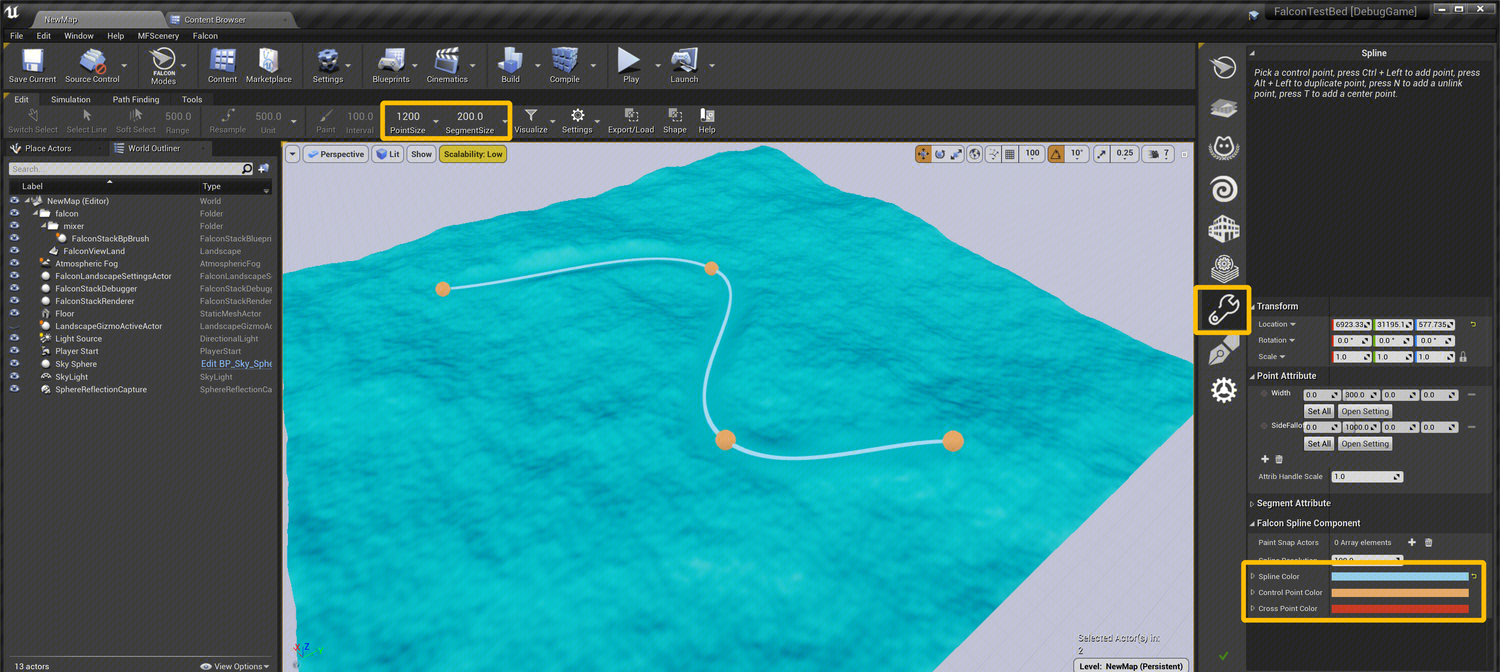 NewMap
Content Browser
FalconTestBed [DebugGame]
File Edit Window Help MFScenery Falcon
Save Current
Source Control
FALCON
Modes
Content
Marketplace
Settings
Blueprints
Cinematics
Build
Compile
Play
Launch
Edit Simulation Path Finding Tools
Switch Select
Select Line
Soft Select
500.0
Range
Resample
500.0
Unit
Paint
100.0
Interval
1200
PointSize
200.0
SegmentSize
Visualize
Settings
Export/Load
Shape
Help
Place Actors
World Outliner
Search...
Label Type
NewMap (Editor) World
falcon Folder
mixer Folder
FalconStackBpBrush FalconStackBluepri
FalconViewLand Landscape
Atmospheric Fog AtmosphericFog
FalconLandscapeSettingsActor FalconLandscapeS
FalconStackDebugger FalconStackDebug
FalconStackRenderer FalconStackRender
Floor StaticMeshActor
LandscapeGizmoActiveActor LandscapeGizmoAc
Light Source DirectionalLight
Player Start PlayerStart
Sky Sphere Edit BP_Sky_Sphe
SkyLight SkyLight
SphereReflectionCapture SphereReflectionCa
13 actors
View Options
Perspective Lit Show Scalability: Low
100 10° 0.25 7
X Z Y
Selected Actor(s) in:
2
Level: NewMap (Persistent)
Spline
Pick a control point, press Ctrl + Left to add point, press
Alt + Left to duplicate point, press N to add a unlink
point, press T to add a center point.
Transform
Location 6923.33 31195.1 577.735
Rotation 0.0 ° 0.0 ° 0.0 °
Scale 1.0 1.0 1.0
Point Attribute
Width 0.0 300.0 0.0 0.0
Set All Open Setting
SideFallo 0.0 1000.0 0.0 0.0
Set All Open Setting
Attrib Handle Scale 1.0
Segment Attribute
Falcon Spline Component
Paint Snap Actors 0 Array elements
Spline Resolution 100.0
Spline Color
Control Point Color
Cross Point Color